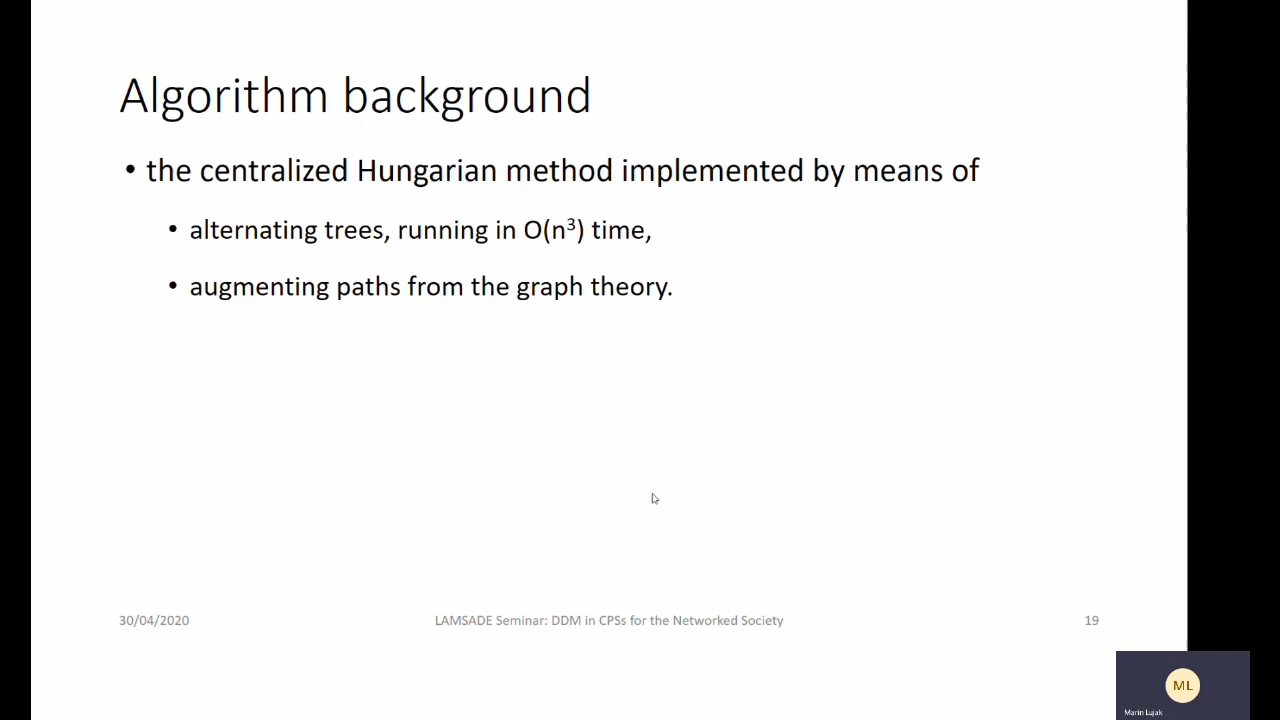 Algorithm background
• the centralized Hungarian method implemented by means of
• alternating trees, running in O(n³) time,
• augmenting paths from the graph theory.
30/04/2020 LAMSADE Seminar: DDM in CPSs for the Networked Society 19
ML
Marin Lujak